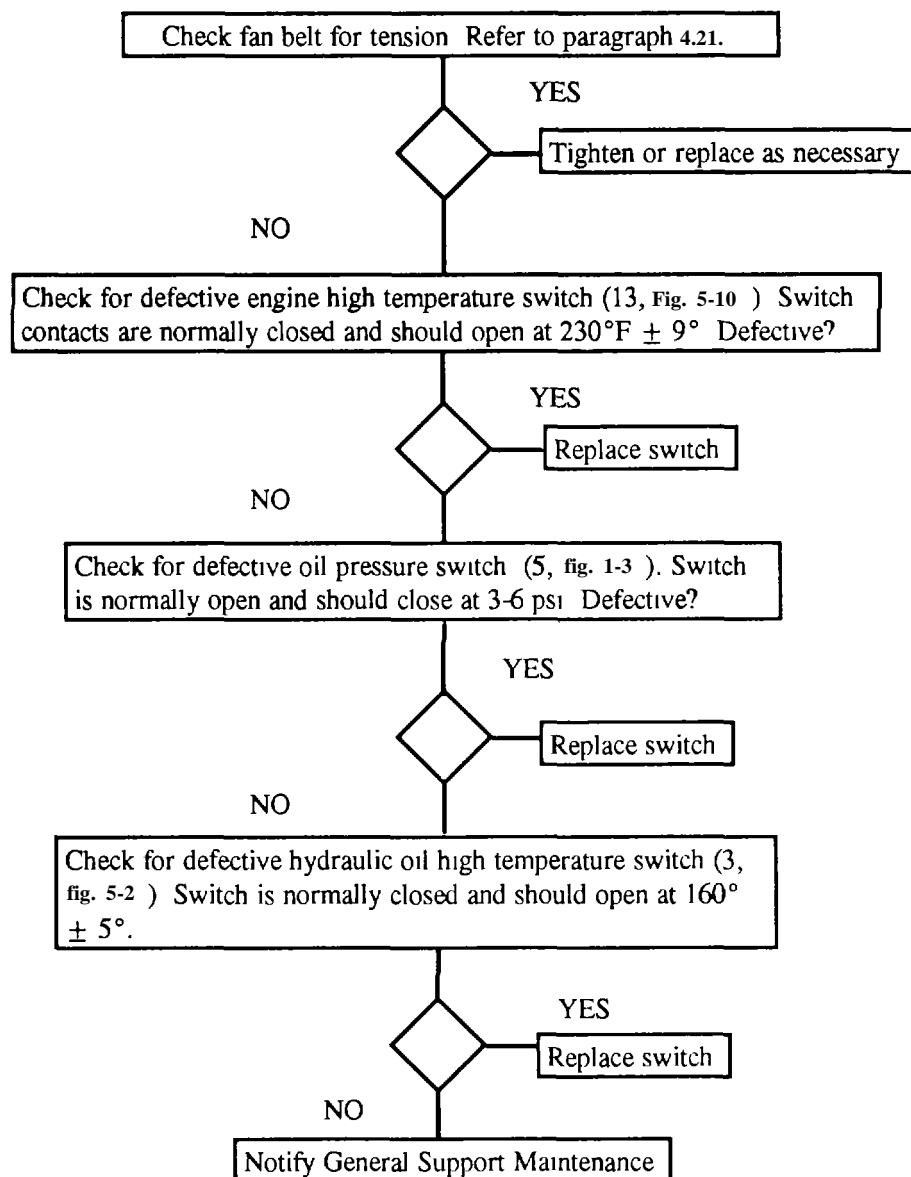 Check fan belt for tension Refer to paragraph 4.21.
YES
Tighten or replace as necessary
NO
Check for defective engine high temperature switch (13, Fig. 5-10 ) Switch
contacts are normally closed and should open at 230°F ± 9° Defective?
YES
Replace switch
NO
Check for defective oil pressure switch (5, fig. 1-3 ). Switch
is normally open and should close at 3-6 psi Defective?
YES
Replace switch
NO
Check for defective hydraulic oil high temperature switch (3,
fig. 5-2 ) Switch is normally closed and should open at 160°
± 5°.
YES
Replace switch
NO
Notify General Support Maintenance